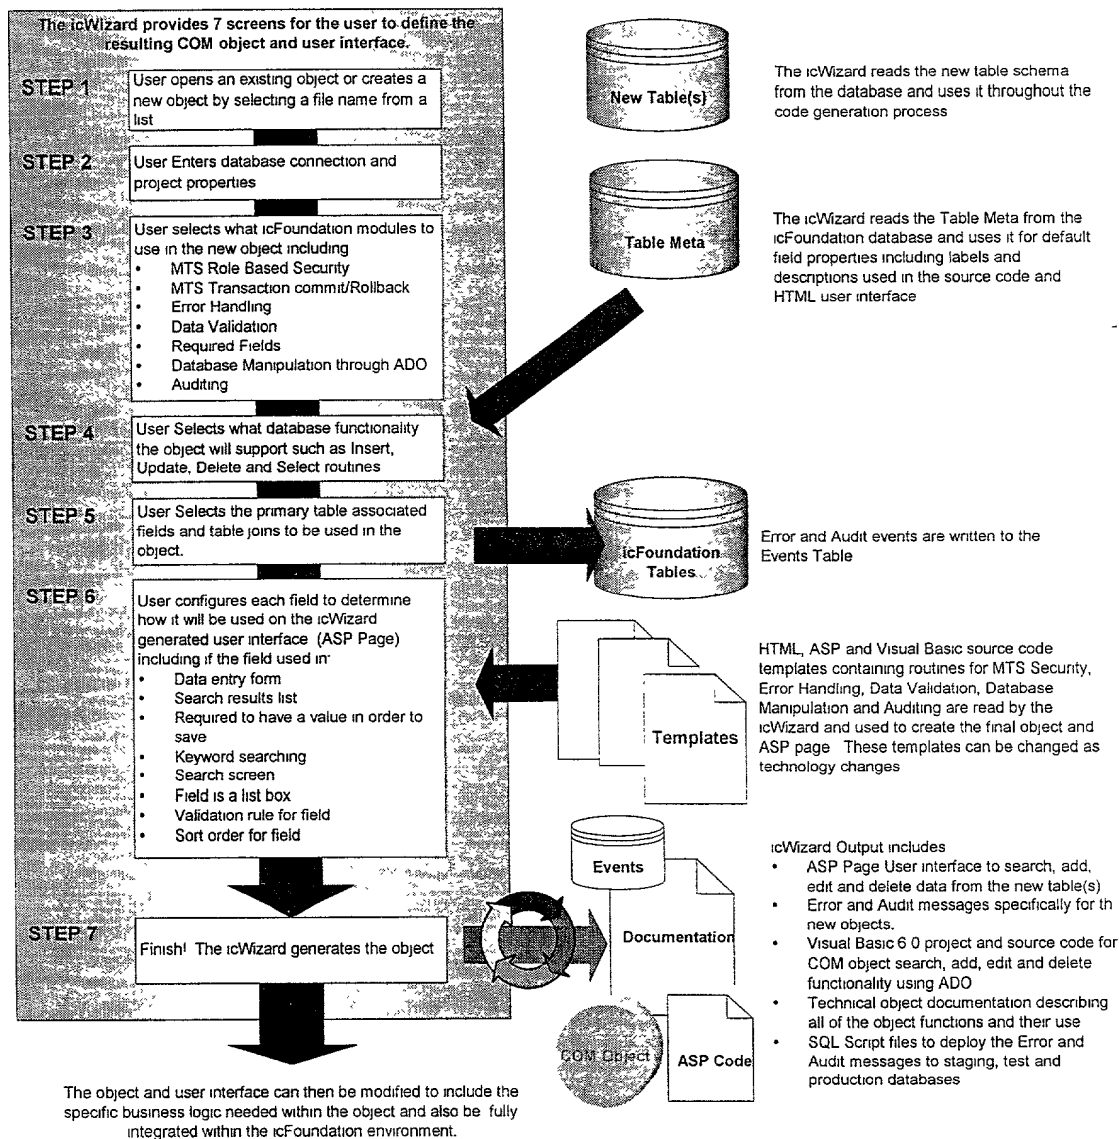 The icWizard provides 7 screens for the user to define the
resulting COM object and user interface.
STEP 1
User opens an existing object or creates a
new object by selecting a file name from a
list
STEP 2
User Enters database connection and
project properties
STEP 3
User selects what icFoundation modules to
use in the new object including
• MTS Role Based Security
• MTS Transaction commit/Rollback
• Error Handling
• Data Validation
• Required Fields
• Database Manipulation through ADO
• Auditing
STEP 4
User Selects what database functionality
the object will support such as Insert,
Update, Delete and Select routines
STEP 5
User Selects the primary table associated
fields and table joins to be used in the
object.
STEP 6
User configures each field to determine
how it will be used on the icWizard
generated user interface (ASP Page)
including if the field used in
• Data entry form
• Search results list
• Required to have a value in order to
save
• Keyword searching
• Search screen
• Field is a list box
• Validation rule for field
• Sort order for field
STEP 7
Finish! The icWizard generates the object
The object and user interface can then be modified to include the
specific business logic needed within the object and also be fully
integrated within the icFoundation environment.
New Table(s)
The icWizard reads the new table schema
from the database and uses it throughout the
code generation process
Table Meta
The icWizard reads the Table Meta from the
icFoundation database and uses it for default
field properties including labels and
descriptions used in the source code and
HTML user interface
icFoundation
Tables
Error and Audit events are written to the
Events Table
Templates
HTML, ASP and Visual Basic source code
templates containing routines for MTS Security,
Error Handling, Data Validation, Database
Manipulation and Auditing are read by the
icWizard and used to create the final object and
ASP page These templates can be changed as
technology changes
Events
Documentation
COM Object
ASP Code
icWizard Output includes
• ASP Page User interface to search, add,
edit and delete data from the new table(s)
• Error and Audit messages specifically for th
new objects.
• Visual Basic 6 0 project and source code for
COM object search, add, edit and delete
functionality using ADO
• Technical object documentation describing
all of the object functions and their use
• SQL Script files to deploy the Error and
Audit messages to staging, test and
production databases